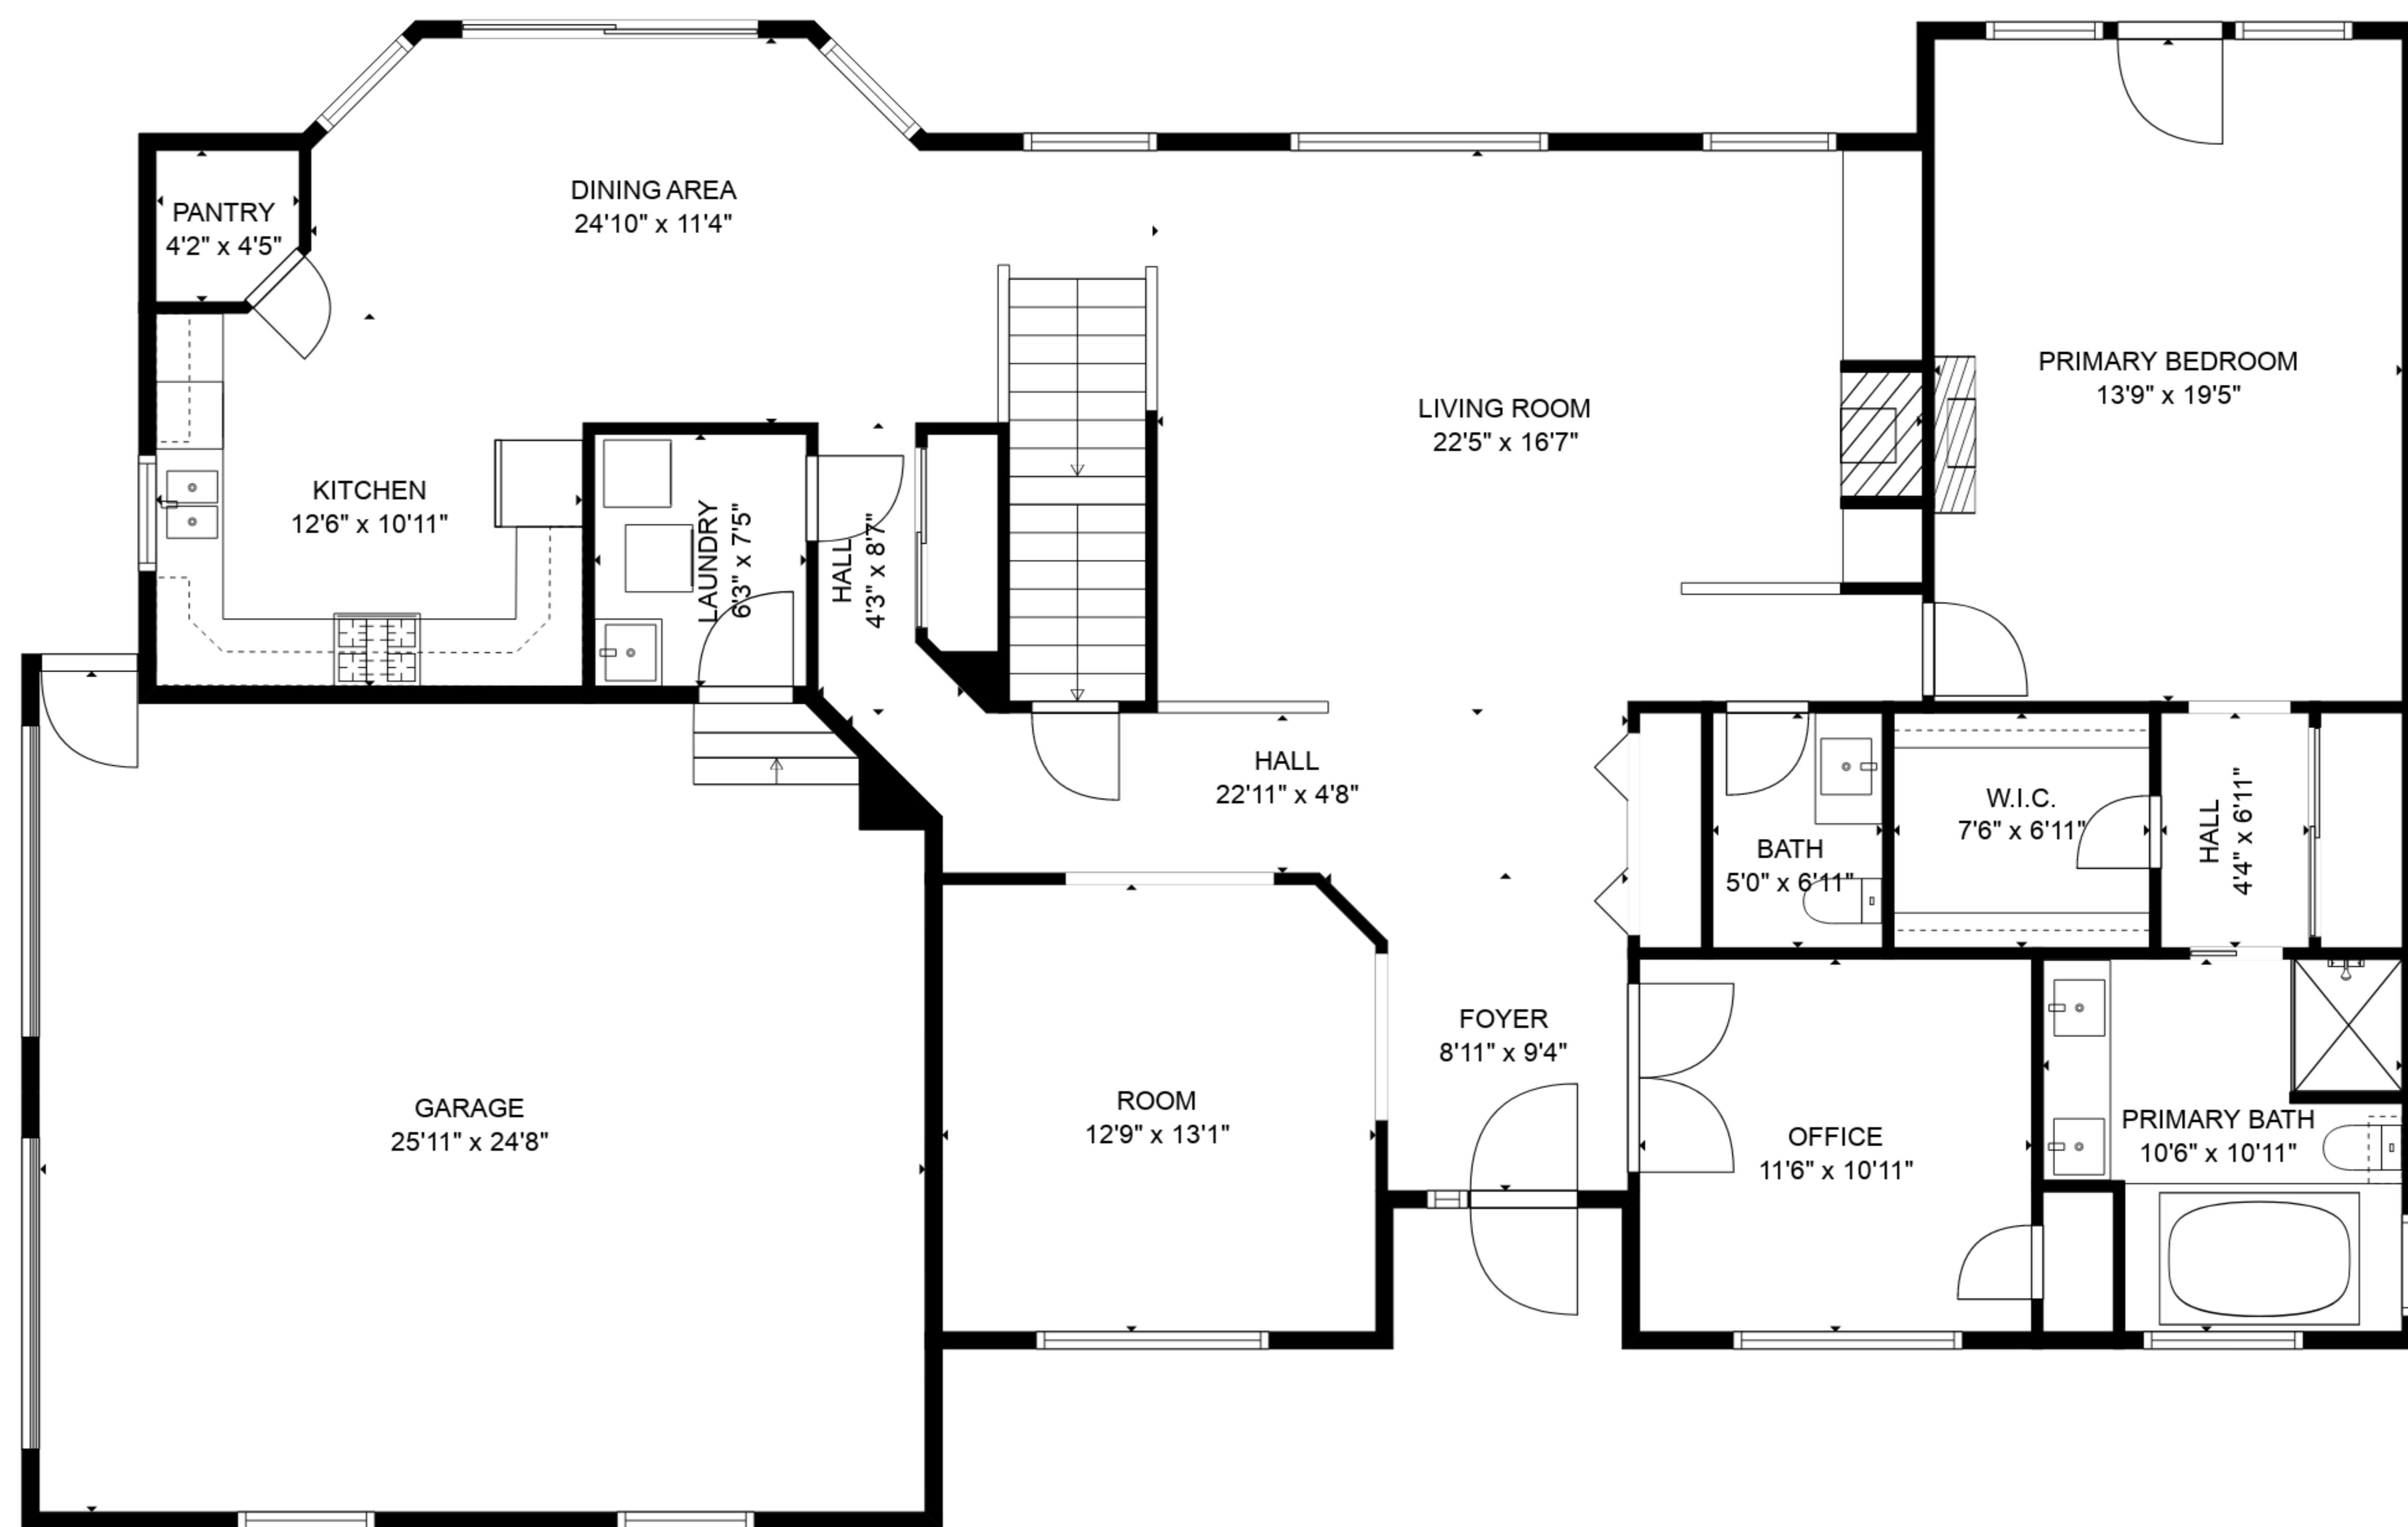 DINING AREA
24'10" x 11'4"
PANTRY
4'2" x 4'5"
PRIMARY BEDROOM
13'9" x 19'5"
LIVING ROOM
22'5" x 16'7"
KITCHEN
12'6" x 10'11"
LAUNDRY
6'3" x 7'5"
HALL
4'3" x 8'7"
HALL
22'11" x 4'8"
W.I.C.
7'6" x 6'11"
HALL
4'4" x 6'11"
BATH
5'0" x 6'11"
FOYER
8'11" x 9'4"
GARAGE
25'11" x 24'8"
ROOM
12'9" x 13'1"
OFFICE
11'6" x 10'11"
PRIMARY BATH
10'6" x 10'11"